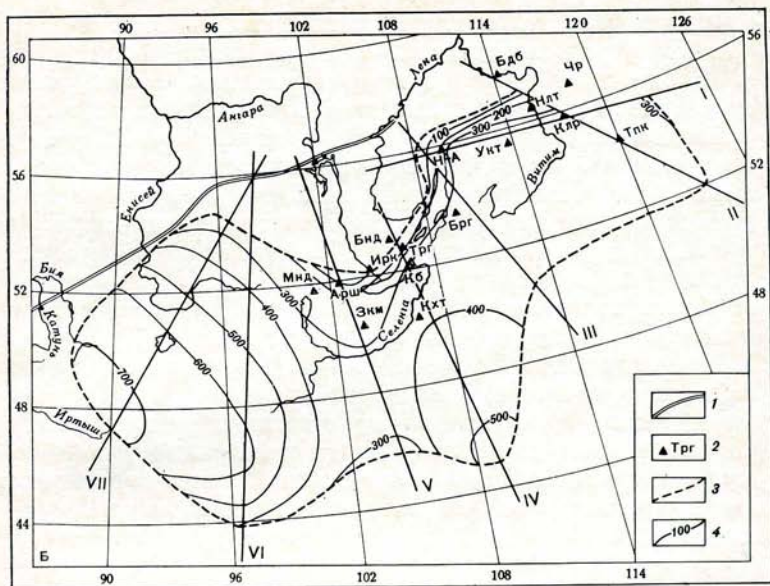 90 96 102 108 114 120 126
60
56
52
48
44
56
52
48
Лена
Бдб
Чр
Ангара
100
200
300
Нлт
НлА
Клр
Тпк
300
I
II
Укт
Витим
Енисей
Бия
Катунь
Иртыш
Бнд
Ирк
Трг
Брг
Мнд
Арш
Кб
Зкм
Кхт
Селенга
300
400
500
600
700
400
500
300
III
IV
V
VI
VII
1
Трг 2
3
100 4
Б
90 96 102 108 114